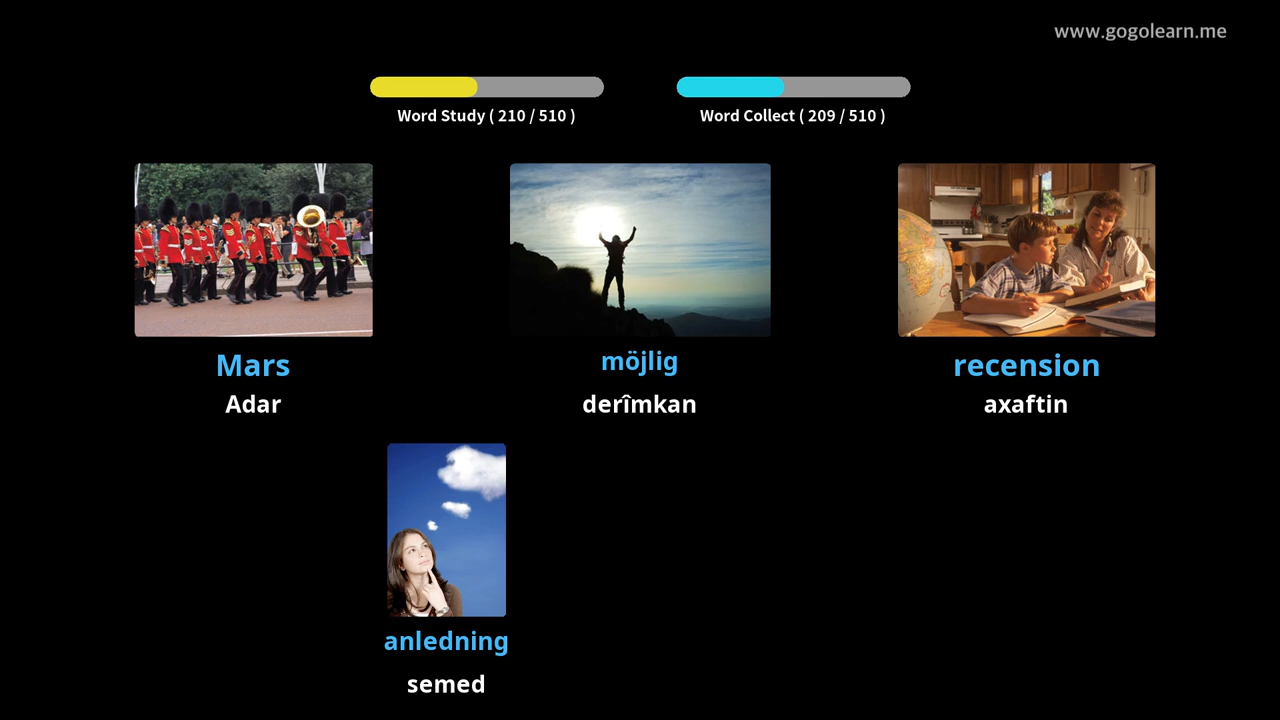 www.gogolearn.me
Word Study ( 210 / 510 )
Word Collect ( 209 / 510 )
Mars
Adar
möjlig
derîmkan
recension
axaftin
anledning
semed